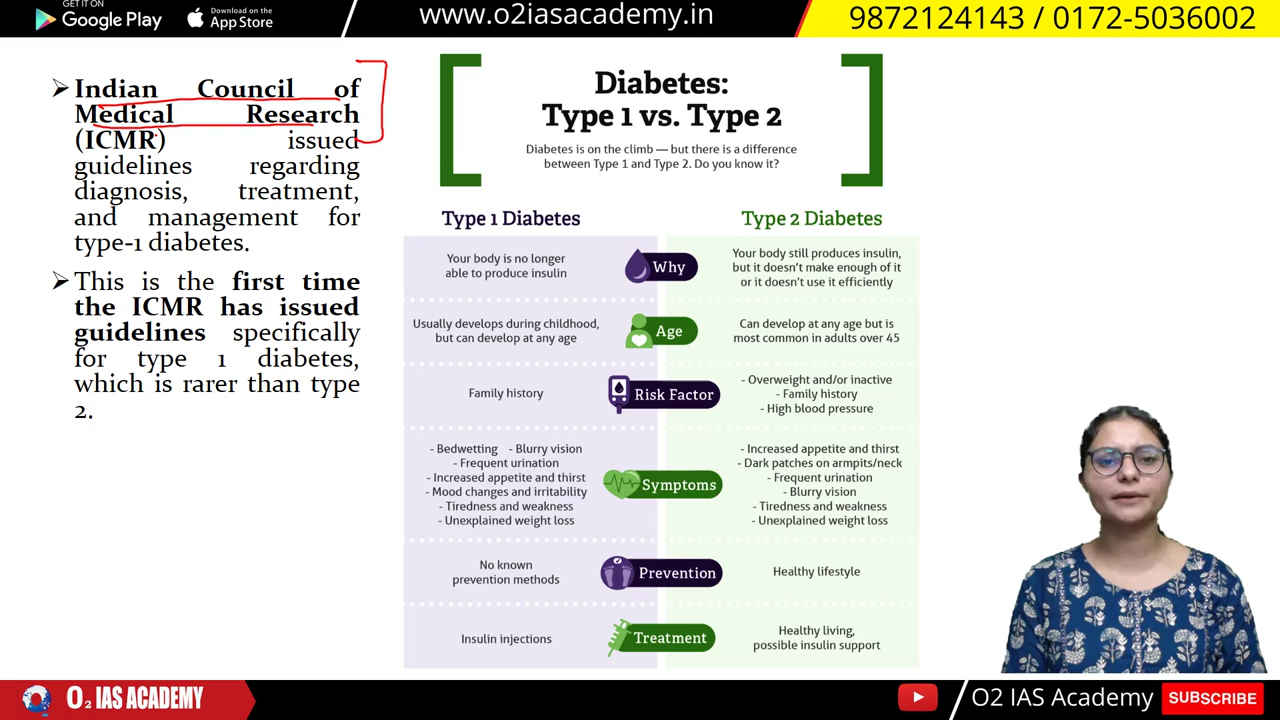 GET IT ON
Google Play
Download on the
App Store
www.o2iasacademy.in
9872124143 / 0172-5036002
➢ Indian Council of
Medical Research
(ICMR) issued
guidelines regarding
diagnosis, treatment,
and management for
type-1 diabetes.
➢ This is the first time
the ICMR has issued
guidelines specifically
for type 1 diabetes,
which is rarer than type
2.
Diabetes:
Type 1 vs. Type 2
Diabetes is on the climb — but there is a difference
between Type 1 and Type 2. Do you know it?
Type 1 Diabetes
Type 2 Diabetes
Your body is no longer
able to produce insulin
Why
Your body still produces insulin,
but it doesn't make enough of it
or it doesn't use it efficiently
Usually develops during childhood,
but can develop at any age
Age
Can develop at any age but is
most common in adults over 45
Family history
Risk Factor
- Overweight and/or inactive
- Family history
- High blood pressure
- Bedwetting - Blurry vision
- Frequent urination
- Increased appetite and thirst
- Mood changes and irritability
- Tiredness and weakness
- Unexplained weight loss
Symptoms
- Increased appetite and thirst
- Dark patches on armpits/neck
- Frequent urination
- Blurry vision
- Tiredness and weakness
- Unexplained weight loss
No known
prevention methods
Prevention
Healthy lifestyle
Insulin injections
Treatment
Healthy living,
possible insulin support
O2 IAS ACADEMY
O2 IAS Academy
SUBSCRIBE